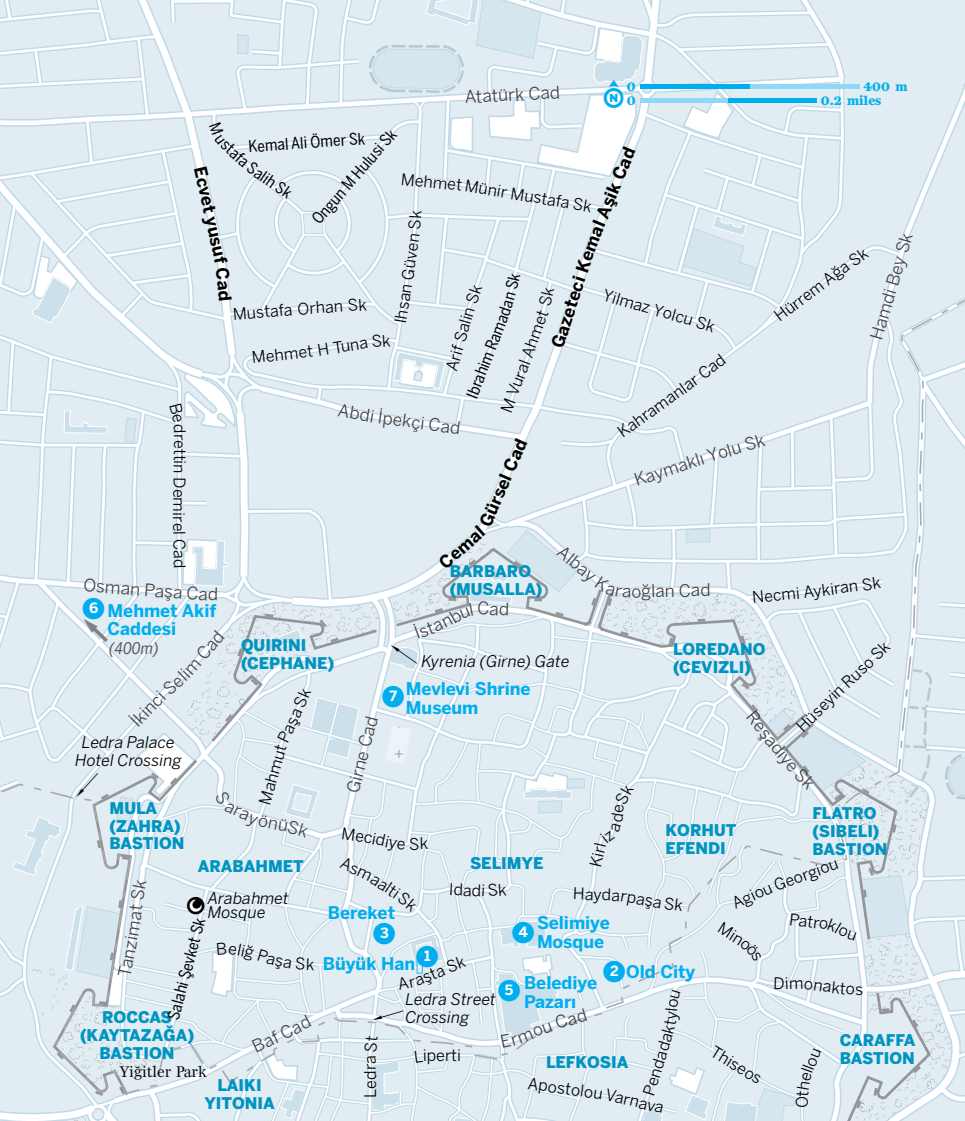 Atatürk Cad
N
0
400 m
0
0.2 miles
Kemal Ali Ömer Sk
Mustafa Salih Sk
Ongun M Hulusi Sk
Ecvet yusuf Cad
Mehmet Münir Mustafa Sk
Gazeteci Kemal Aşik Cad
Ihsan Güven Sk
Hamdi Bey Sk
Hürrem Ağa Sk
Mustafa Orhan Sk
Arif Salin Sk
Ibrahim Ramadan Sk
M Vural Ahmet Sk
Yilmaz Yolcu Sk
Mehmet H Tuna Sk
Kahramanlar Cad
Abdi İpekçi Cad
Bedrettin Demirel Cad
Kaymaklı Yolu Sk
Cemal Gürsel Cad
Albay Karaoğlan Cad
BARBARO
(MUSALLA)
Osman Paşa Cad
Necmi Aykiran Sk
6
Mehmet Akif
Caddesi
(400m)
İstanbul Cad
İkinci Selim Cad
QUIRINI
(CEPHANE)
Kyrenia (Girne) Gate
LOREDANO
(CEVIZLI)
Hüseyin Ruso Sk
7
Mevlevi Shrine
Museum
Mahmut Paşa Sk
Girne Cad
Reşadiye Sk
Ledra Palace
Hotel Crossing
MULA
(ZAHRA)
BASTION
SarayönüSk
Mecidiye Sk
Kirliz adeSk
KORHUT
EFENDI
FLATRO
(SIBELI)
BASTION
ARABAHMET
SELIMYE
Asmaalti Sk
Idadi Sk
Haydarpaşa Sk
Agiou Georgiou
Arabahmet
Mosque
Tanzimat Sk
Salahi Şevket Sk
Bereket
3
4
Selimiye
Mosque
Patroklou
Minoös
Beliğ Paşa Sk
Büyük Han
1
Araşta Sk
2
Old City
5
Belediye
Pazarı
Dimonaktos
Ledra Street
Crossing
ROCCAS
(KAYTAZAĞA)
BASTION
Baf Cad
Ermou Cad
Pendadaktylou
CARAFFA
BASTION
Yiğitler Park
Ledra St
Liperti
LEFKOSIA
Thiseos
Othellou
LAIKI
YITONIA
Apostolou Varnava